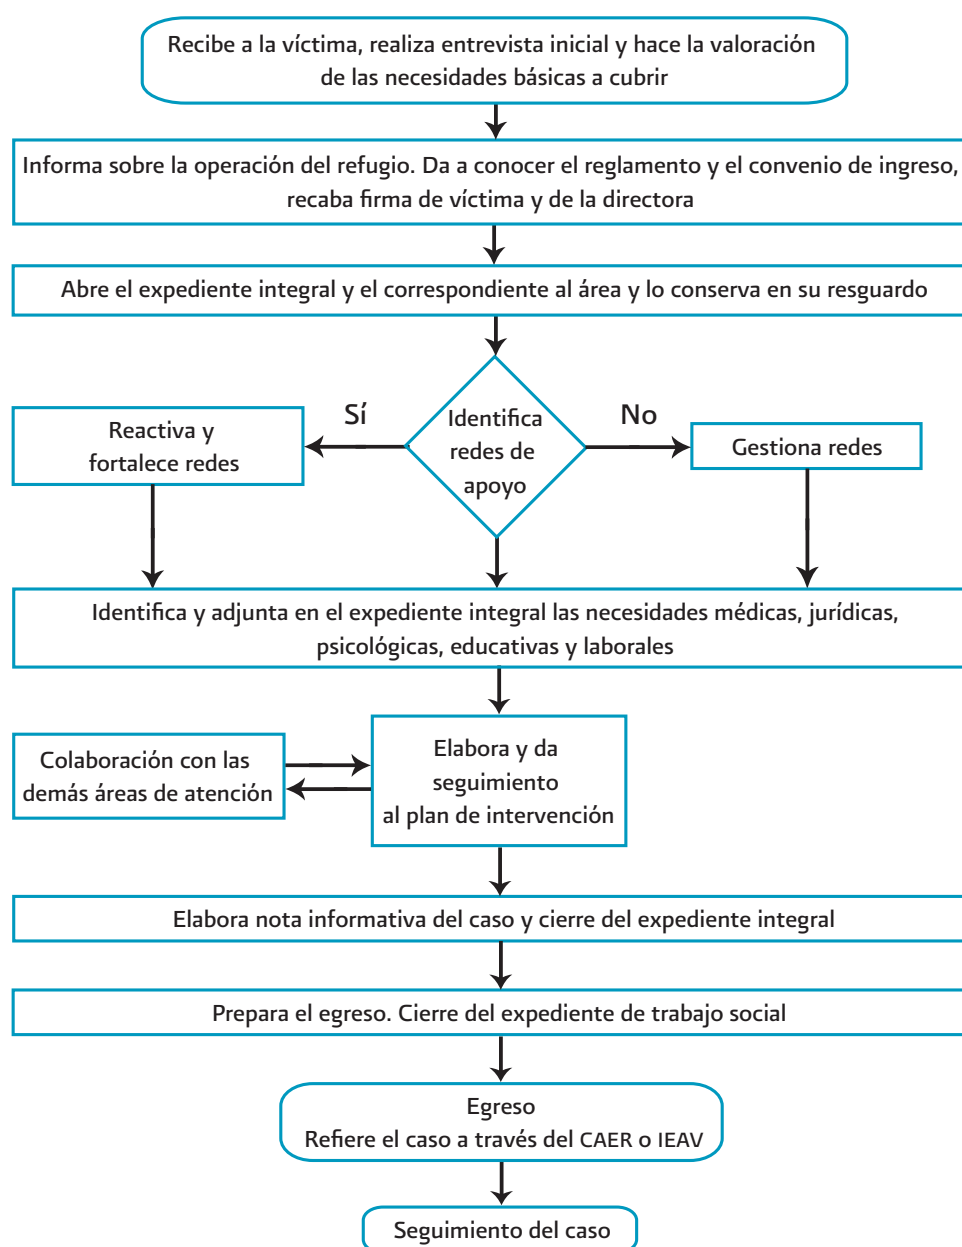 Recibe a la víctima, realiza entrevista inicial y hace la valoración
de las necesidades básicas a cubrir
Informa sobre la operación del refugio. Da a conocer el reglamento y el convenio de ingreso,
recaba firma de víctima y de la directora
Abre el expediente integral y el correspondiente al área y lo conserva en su resguardo
Sí
Identifica
redes de
apoyo
No
Reactiva y
fortalece redes
Gestiona redes
Identifica y adjunta en el expediente integral las necesidades médicas, jurídicas,
psicológicas, educativas y laborales
Colaboración con las
demás áreas de atención
Elabora y da
seguimiento
al plan de intervención
Elabora nota informativa del caso y cierre del expediente integral
Prepara el egreso. Cierre del expediente de trabajo social
Egreso
Refiere el caso a través del CAER o IEAV
Seguimiento del caso